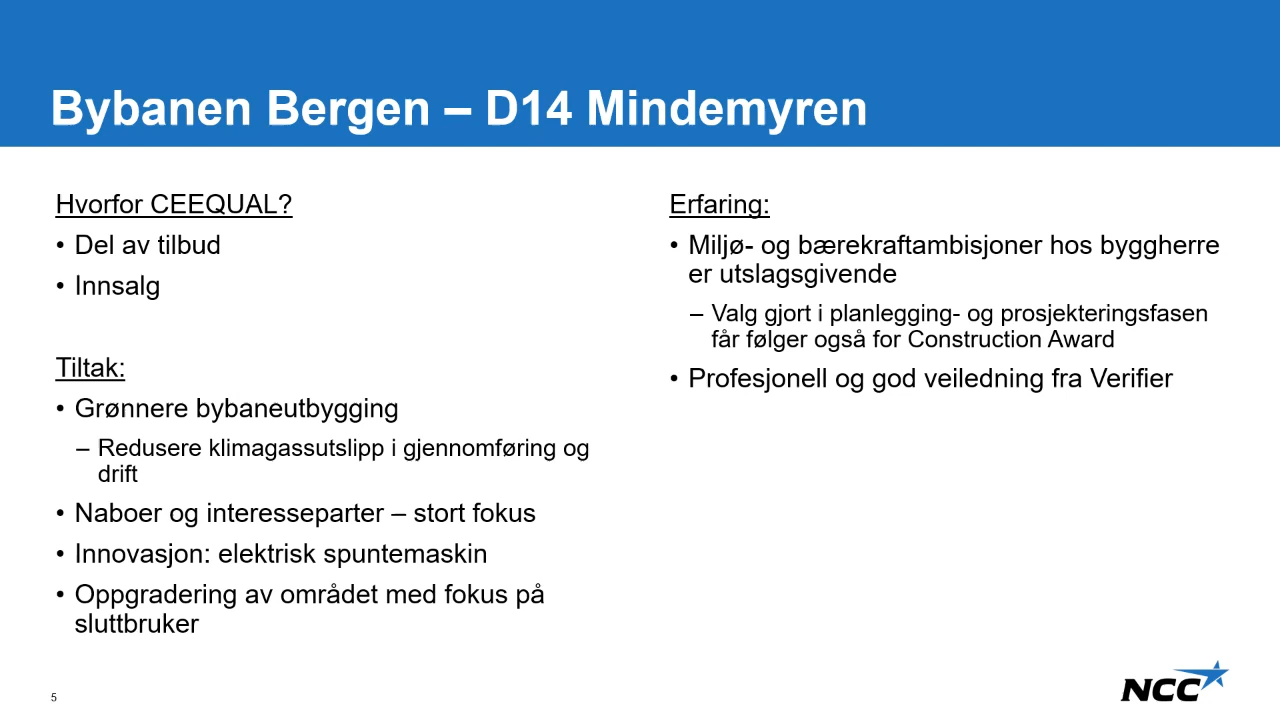 Bybanen Bergen – D14 Mindemyren
Hvorfor CEEQUAL?
• Del av tilbud
• Innsalg
Tiltak:
• Grønnere bybaneutbygging
– Redusere klimagassutslipp i gjennomføring og
drift
• Naboer og interesseparter – stort fokus
• Innovasjon: elektrisk spuntemaskin
• Oppgradering av området med fokus på
sluttbruker
Erfaring:
• Miljø- og bærekraftambisjoner hos byggherre
er utslagsgivende
– Valg gjort i planlegging- og prosjekteringsfasen
får følger også for Construction Award
• Profesjonell og god veiledning fra Verifier
5
NCC